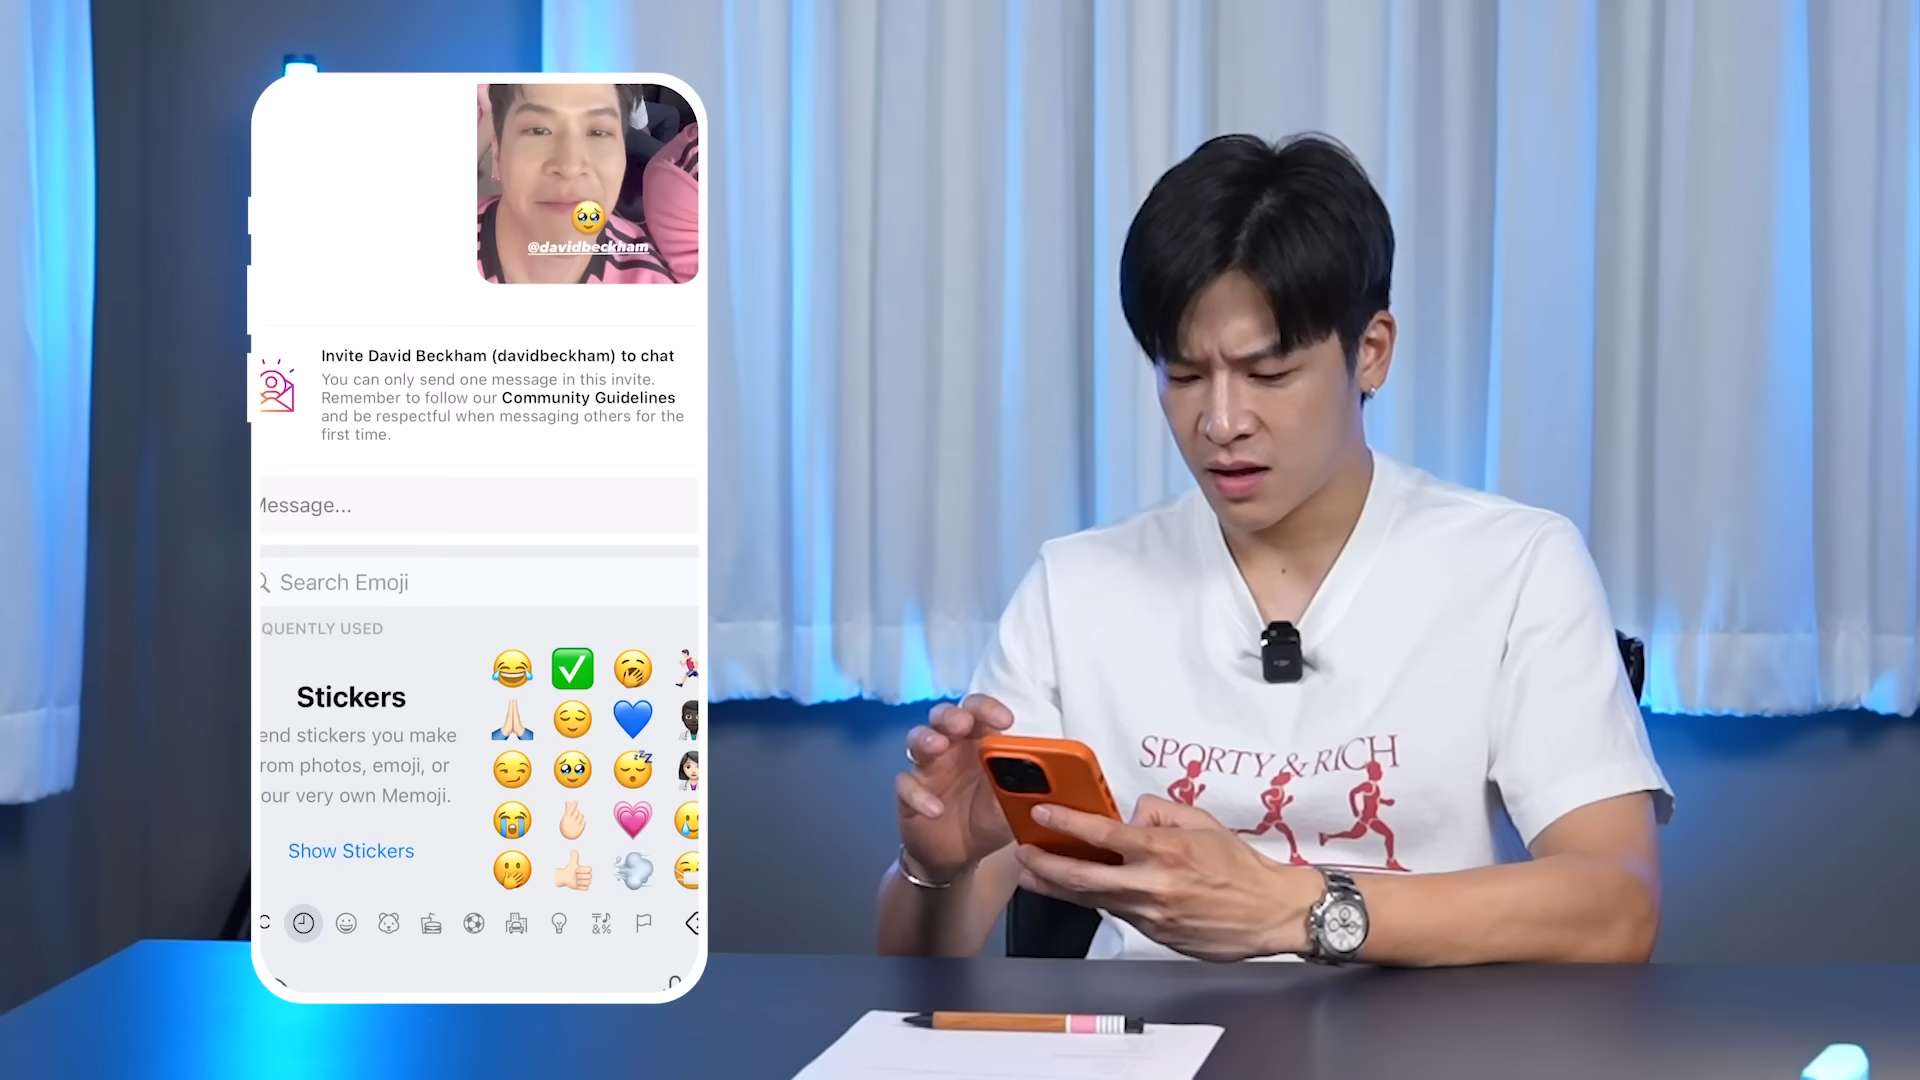 @davidbeckham
Invite David Beckham (davidbeckham) to chat
You can only send one message in this invite.
Remember to follow our Community Guidelines
and be respectful when messaging others for the
first time.
Message...
Search Emoji
QUENTLY USED
Stickers
end stickers you make
rom photos, emoji, or
our very own Memoji.
Show Stickers
SPORTY & RICH